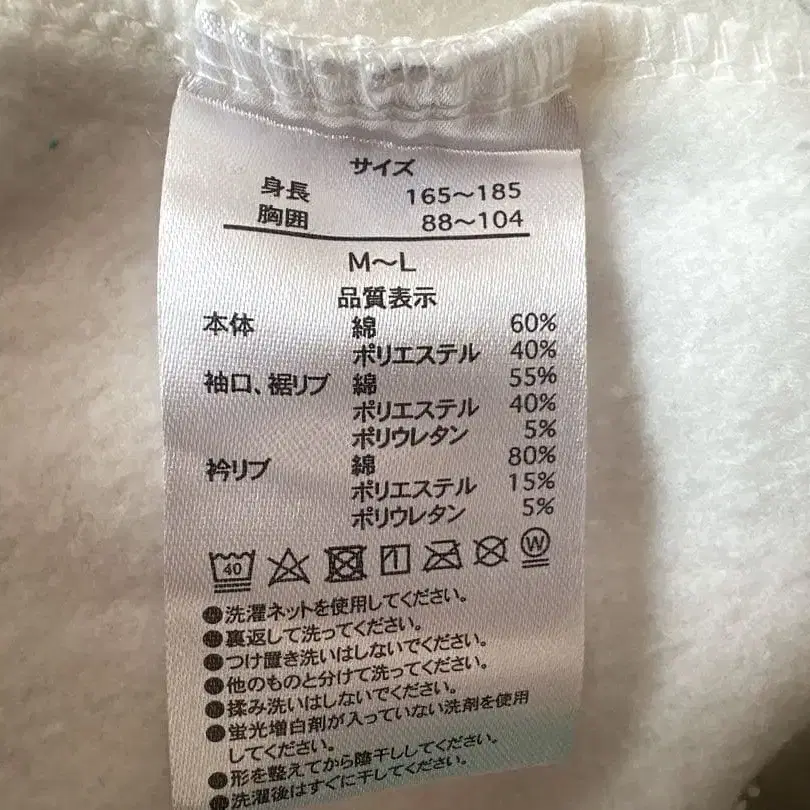 サイズ
身長 165〜185
胸囲 88〜104
M〜L
品質表示
本体 綿 60%
ポリエステル 40%
袖口、裾リブ 綿 55%
ポリエステル 40%
ポリウレタン 5%
衿リブ 綿 80%
ポリエステル 15%
ポリウレタン 5%
40 W
●洗濯ネットを使用してください。
●裏返して洗ってください。
●つけ置き洗いはしないでください。
●他のものと分けて洗ってください。
●揉み洗いはしないでください。
●蛍光増白剤が入っていない洗剤を使用
してください。
●形を整えてから陰干ししてください。
●洗濯後はすぐに干してください。